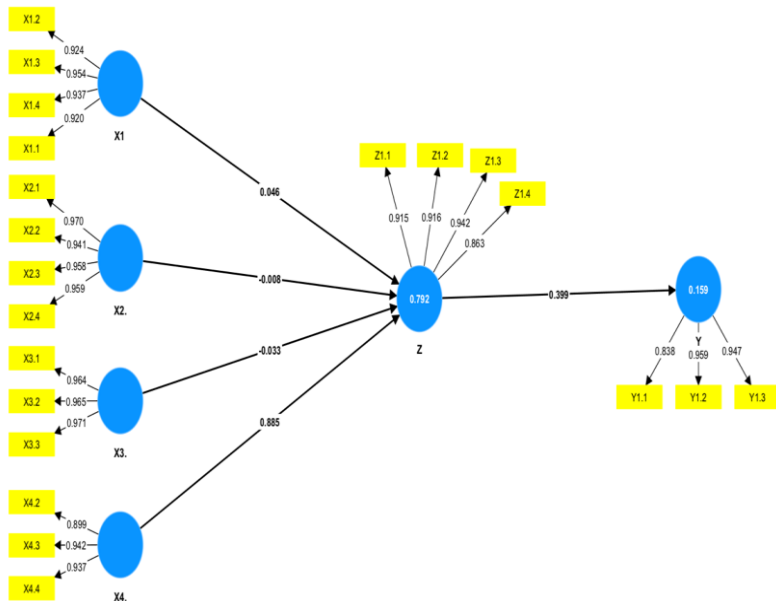 X1.2
0.924
X1.3
0.954
X1.4
0.937
0.920
X1.1
X1
0.046
X2.1
0.970
X2.2
0.941
X2.3
0.958
0.959
X2.4
X2.
-0.008
X3.1
0.964
X3.2
0.965
0.971
X3.3
X3.
-0.033
X4.2
0.899
X4.3
0.942
0.937
X4.4
X4.
0.885
Z1.1
Z1.2
Z1.3
Z1.4
0.915
0.916
0.942
0.863
0.792
Z
0.399
0.159
Y
0.838
0.959
0.947
Y1.1
Y1.2
Y1.3